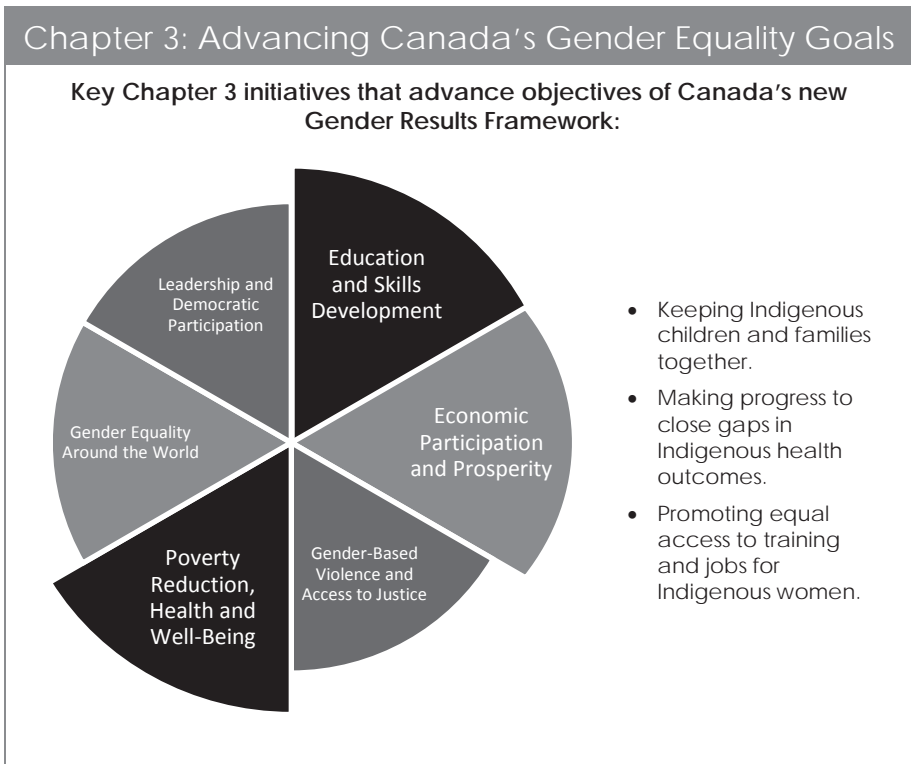 Chapter 3: Advancing Canada's Gender Equality Goals
Key Chapter 3 initiatives that advance objectives of Canada's new
Gender Results Framework:
Education
and Skills
Development
Leadership and
Democratic
Participation
Economic
Participation
and Prosperity
Gender Equality
Around the World
Gender-Based
Violence and
Access to Justice
Poverty
Reduction,
Health and
Well-Being
• Keeping Indigenous
children and families
together.
• Making progress to
close gaps in
Indigenous health
outcomes.
• Promoting equal
access to training
and jobs for
Indigenous women.